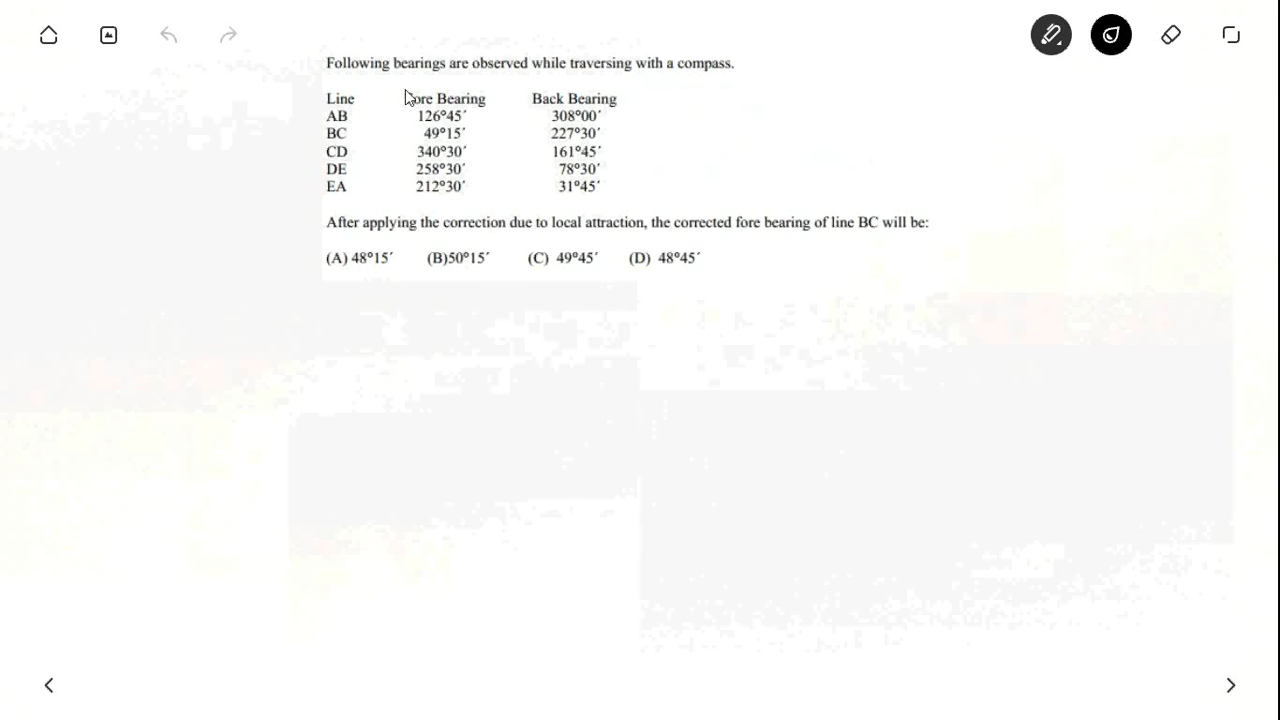 Following bearings are observed while traversing with a compass.
Line Fore Bearing Back Bearing
AB 126°45′ 308°00′
BC 49°15′ 227°30′
CD 340°30′ 161°45′
DE 258°30′ 78°30′
EA 212°30′ 31°45′
After applying the correction due to local attraction, the corrected fore bearing of line BC will be:
(A) 48°15′ (B)50°15′ (C) 49°45′ (D) 48°45′